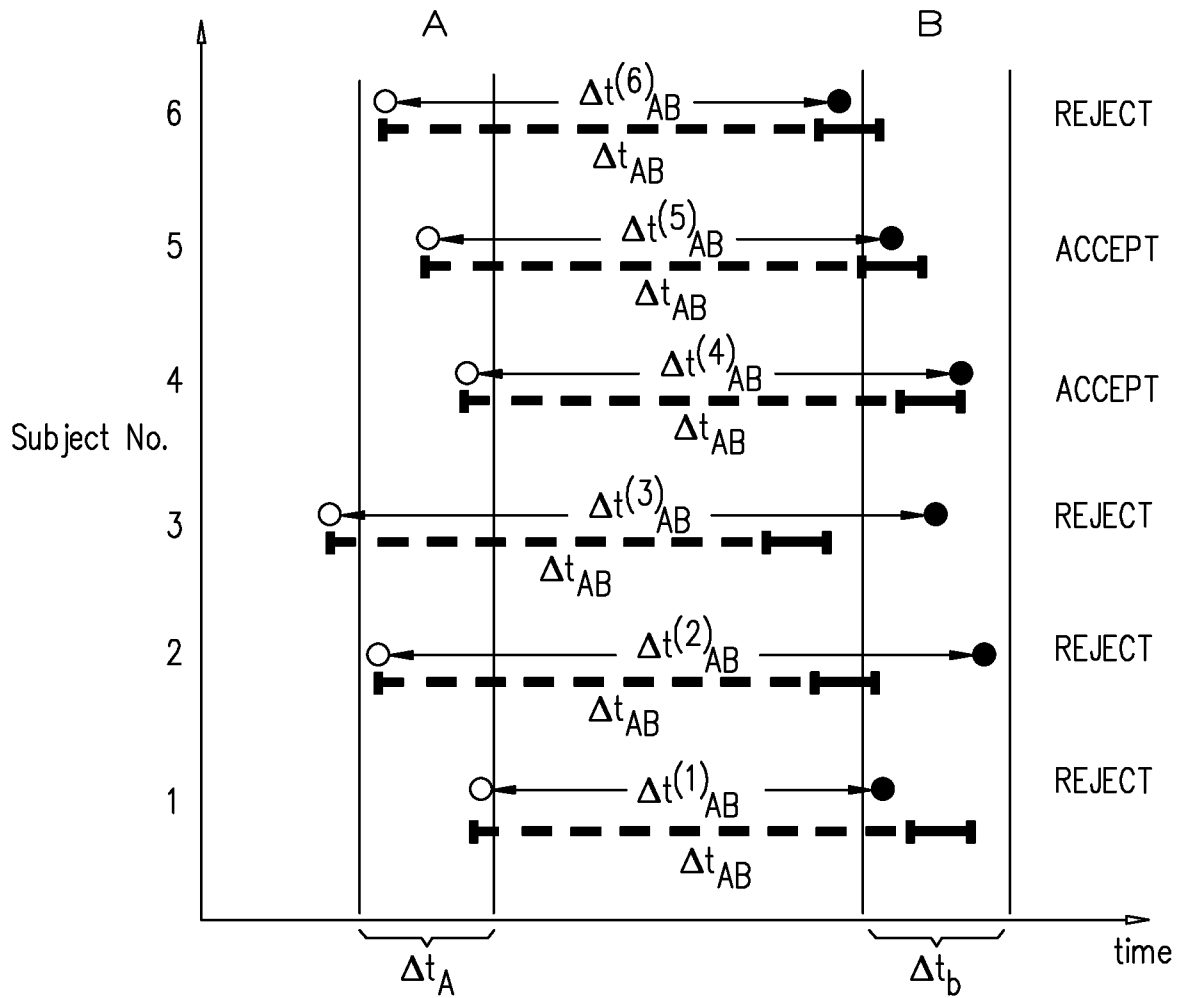 A B
6 Δt(6)AB REJECT
ΔtAB
5 Δt(5)AB ACCEPT
ΔtAB
4 Δt(4)AB ACCEPT
ΔtAB
Subject No.
3 Δt(3)AB REJECT
ΔtAB
2 Δt(2)AB REJECT
ΔtAB
1 Δt(1)AB REJECT
ΔtAB
time
ΔtA Δtb